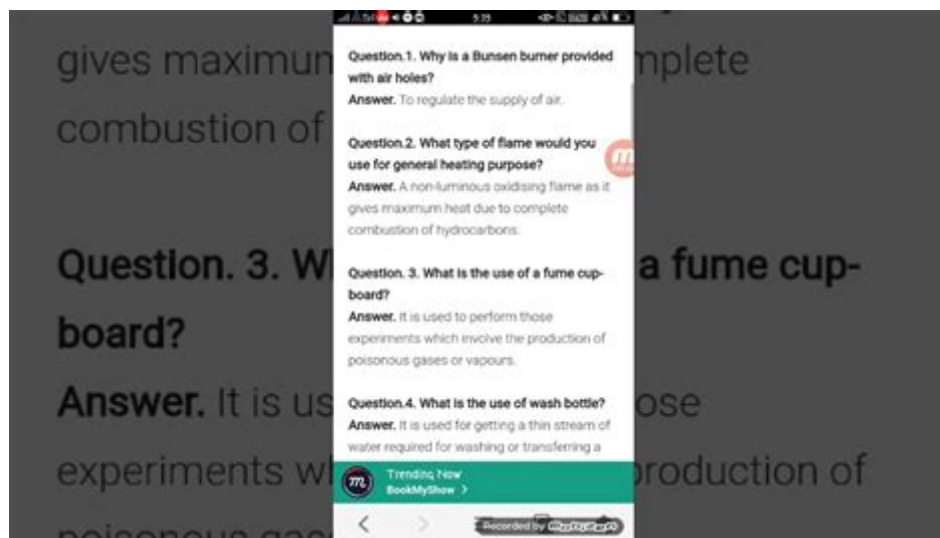 5:35
Question.1. Why is a Bunsen burner provided
with air holes?
Answer. To regulate the supply of air.
Question.2. What type of flame would you
use for general heating purpose?
Answer. A non-luminous oxidising flame as it
gives maximum heat due to complete
combustion of hydrocarbons.
Question. 3. What is the use of a fume cup-
board?
Answer. It is used to perform those
experiments which involve the production of
poisonous gases or vapours.
Question.4. What is the use of wash bottle?
Answer. It is used for getting a thin stream of
water required for washing or transferring a
Trending Now
BookMyShow >
Recorded by
gives maximum
mplete
combustion of
Question. 3. W
a fume cup-
board?
Answer. It is us
ose
experiments w
production of